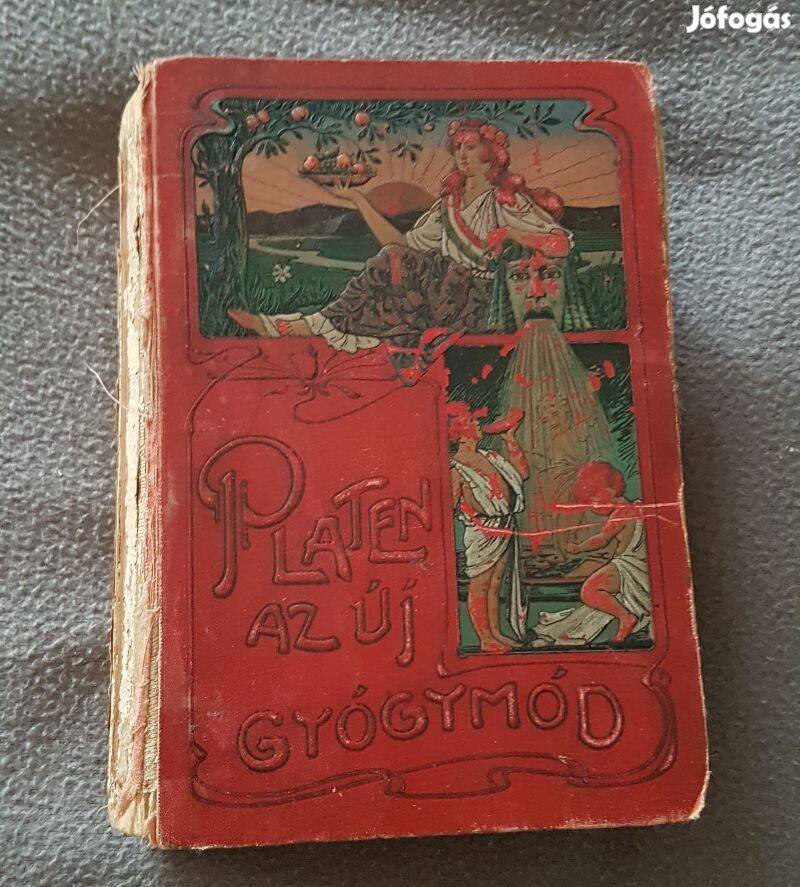 Jófogás
PLATEN
AZ ÚJ
GYÓGYMÓD